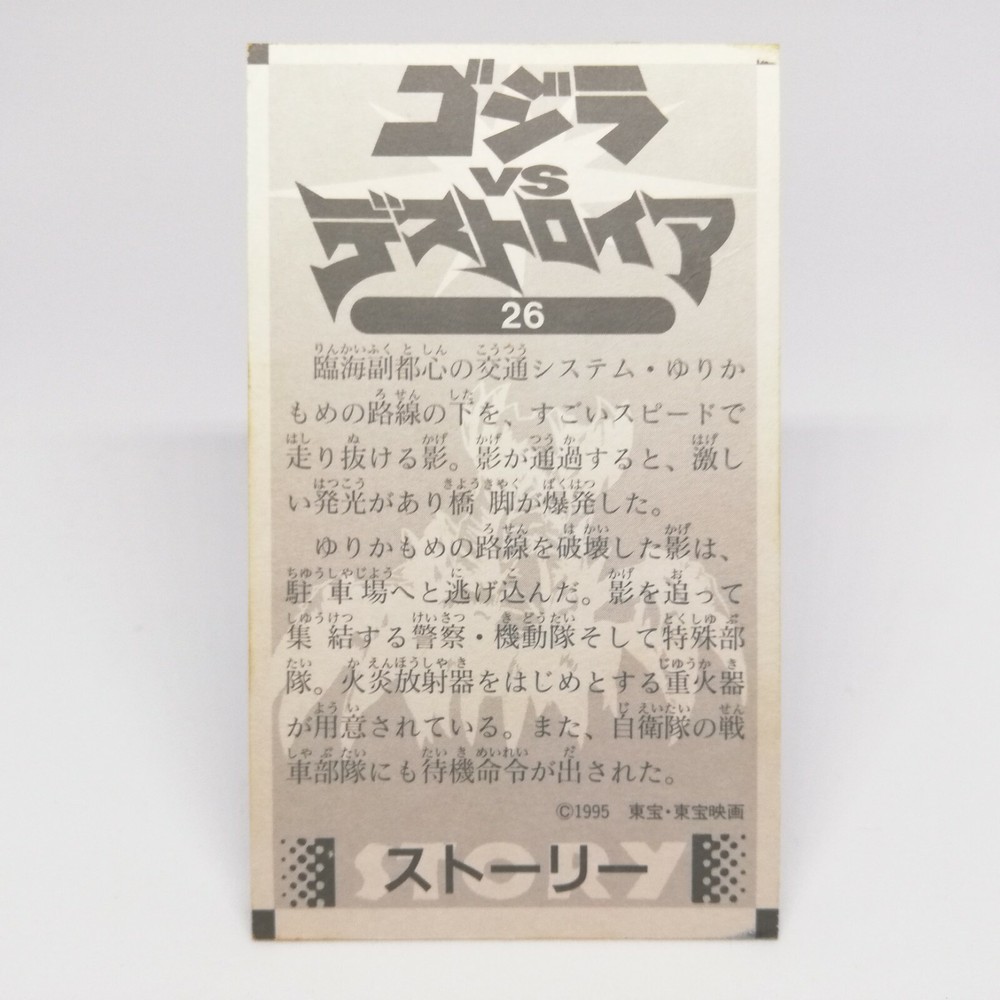 ゴジラ
VS
デストロイア
26
臨海副都心の交通システム・ゆりか
もめの路線の下を、すごいスピードで
走り抜ける影。影が通過すると、激し
い発光があり橋脚が爆発した。
ゆりかもめの路線を破壊した影は、
駐車場へと逃げ込んだ。影を追って
集結する警察・機動隊そして特殊部
隊。火炎放射器をはじめとする重火器
が用意されている。また、自衛隊の戦
車部隊にも待機命令が出された。
©1995 東宝・東宝映画
STORY
ストーリー